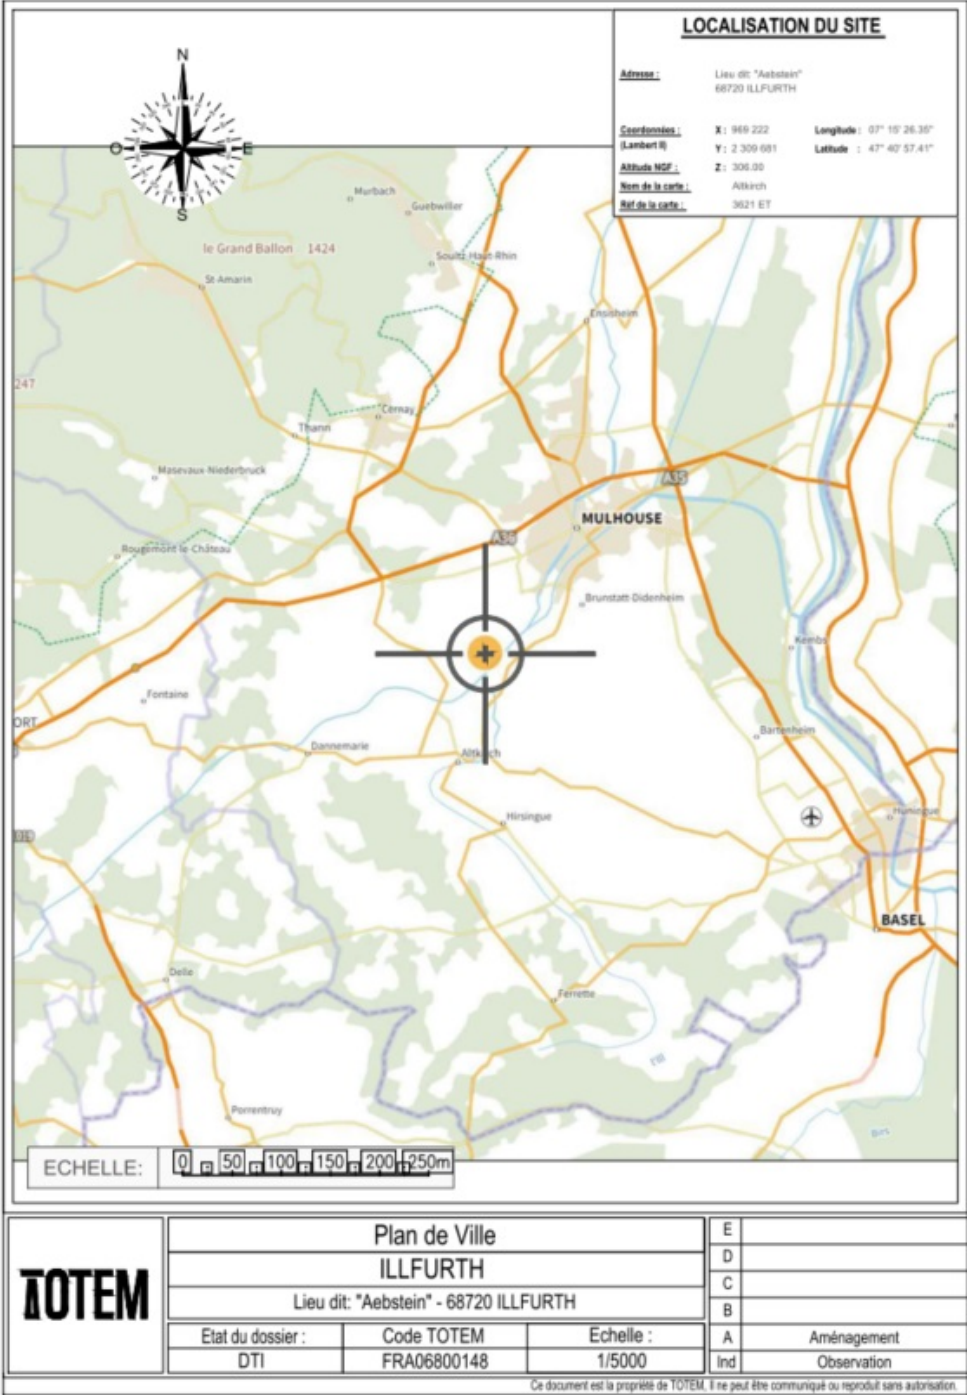 LOCALISATION DU SITE
Adresse : Lieu dit: "Aebstein"
68720 ILLFURTH
Coordonnées : X : 969 222 Longitude : 07° 15' 26.35"
(Lambert II) Y : 2 309 681 Latitude : 47° 40' 57.41"
Altitude NGF : Z : 306.00
Nom de la carte : Altkirch
Réf de la carte : 3621 ET
N
O E
S
Murbach
Guebwiller
le Grand Ballon 1424
Soultz-Haut-Rhin
St-Amarin
Ensisheim
247
Cernay
Thann
Masevaux-Niederbruck
A35
MULHOUSE
A36
Rougemont-le-Château
Brunstatt-Didenheim
Kembs
Fontaine
ORT
Bartenheim
Dannemarie
Altkirch
Hirsingue
Huningue
1019
BASEL
Delle
Ferrette
l'Ill
Porrentruy
Birs
ECHELLE: 0 50 100 150 200 250m
TOTEM
Plan de Ville
ILLFURTH
Lieu dit: "Aebstein" - 68720 ILLFURTH
Etat du dossier : Code TOTEM Echelle :
DTI FRA06800148 1/5000
E
D
C
B
A Aménagement
Ind Observation
Ce document est la propriété de TOTEM, Il ne peut être communiqué ou reproduit sans autorisation.